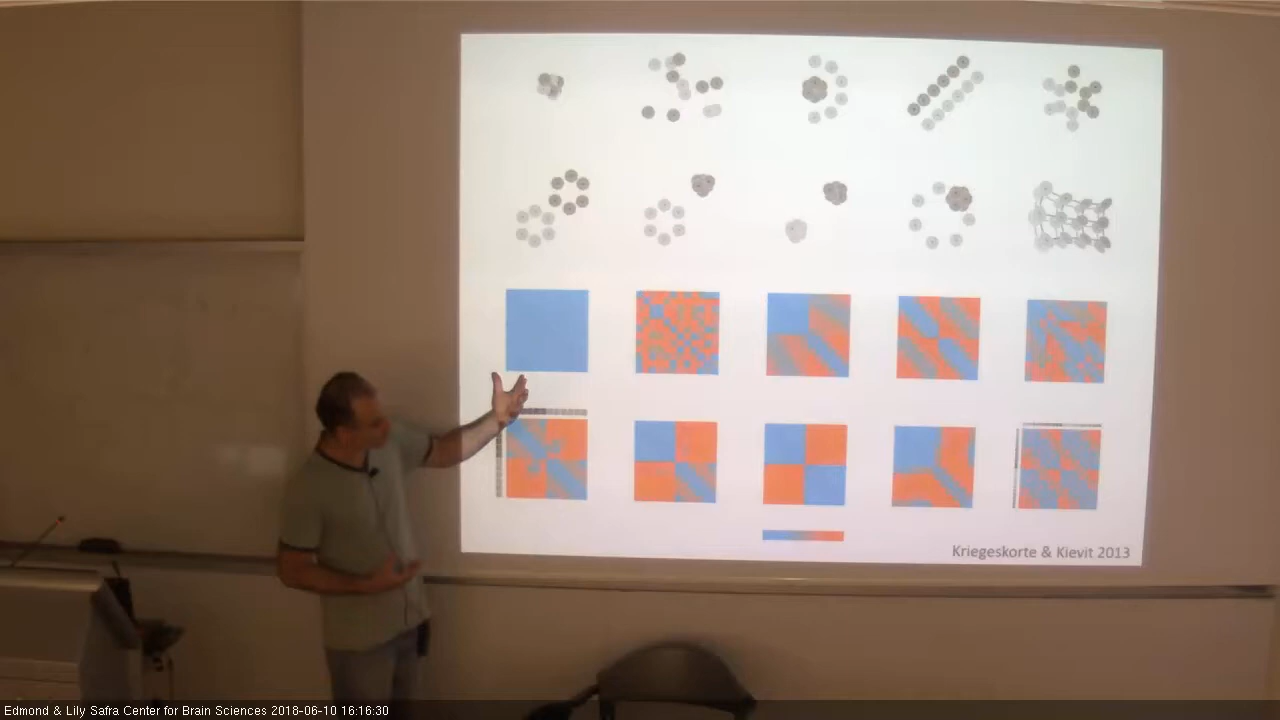 Kriegeskorte & Kievit 2013
Edmond & Lily Safra Center for Brain Sciences 2018-06-10 16:16:30